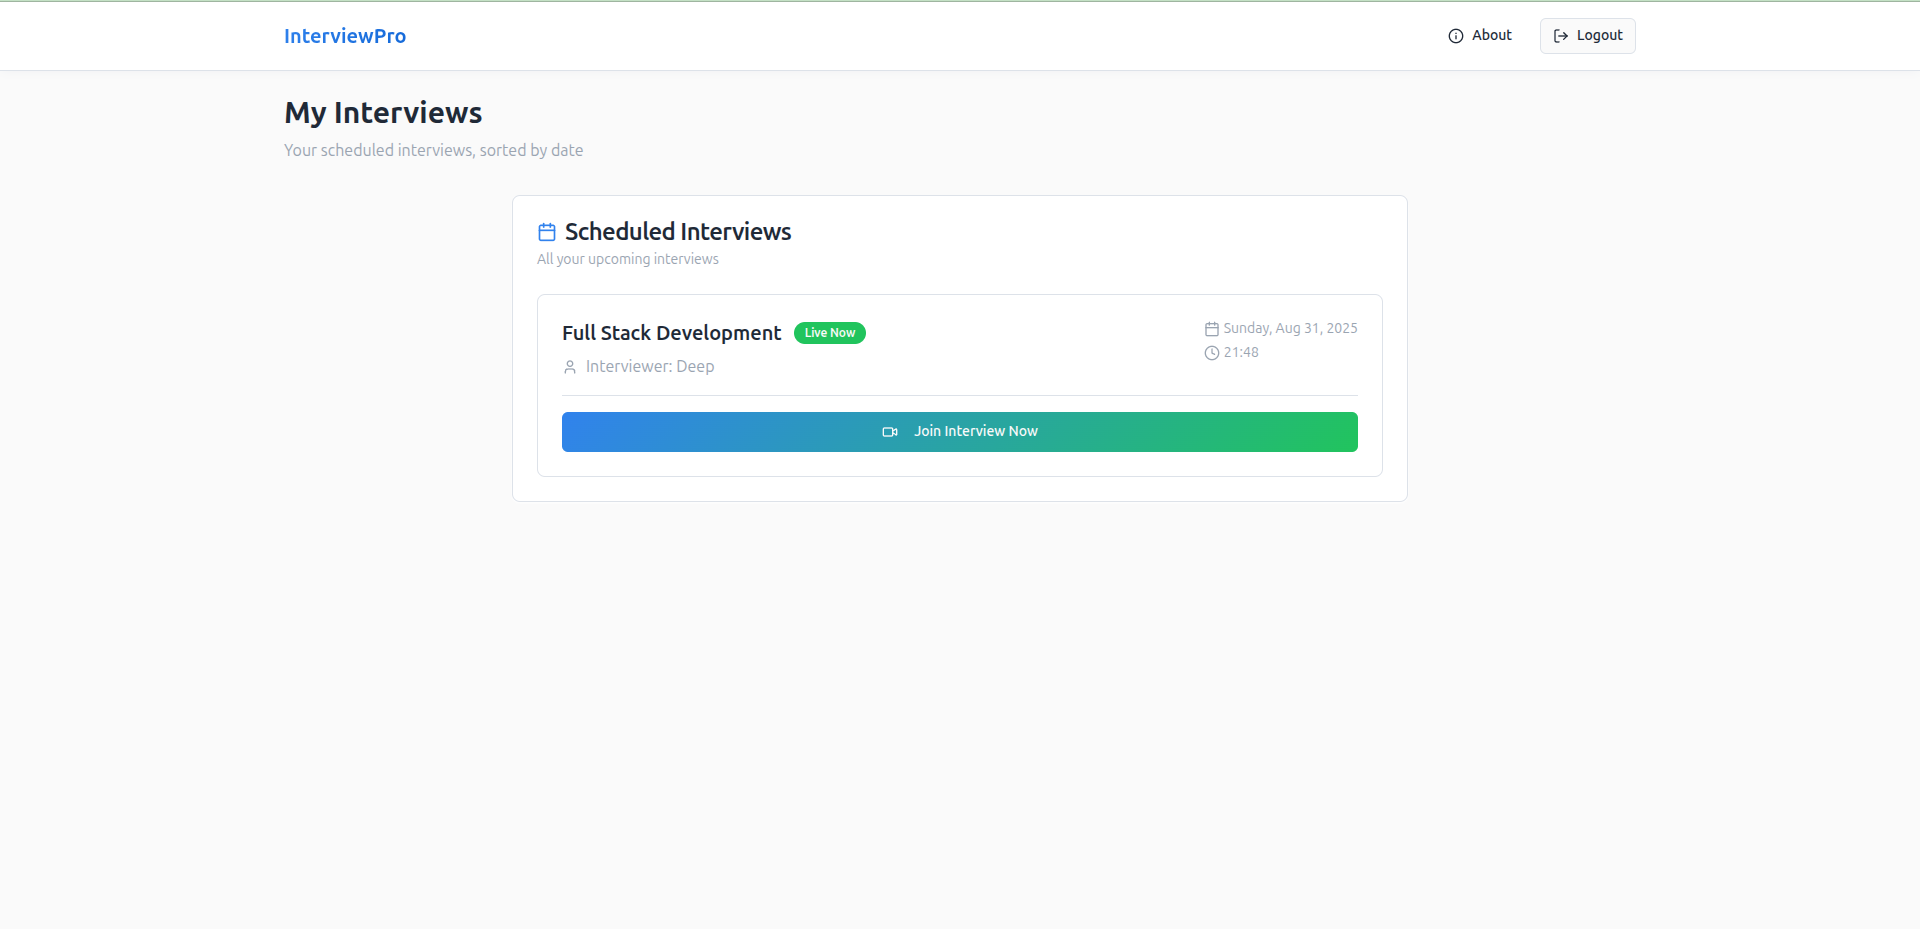 InterviewPro
About
Logout
My Interviews
Your scheduled interviews, sorted by date
Scheduled Interviews
All your upcoming interviews
Full Stack Development
Live Now
Sunday, Aug 31, 2025
21:48
Interviewer: Deep
Join Interview Now